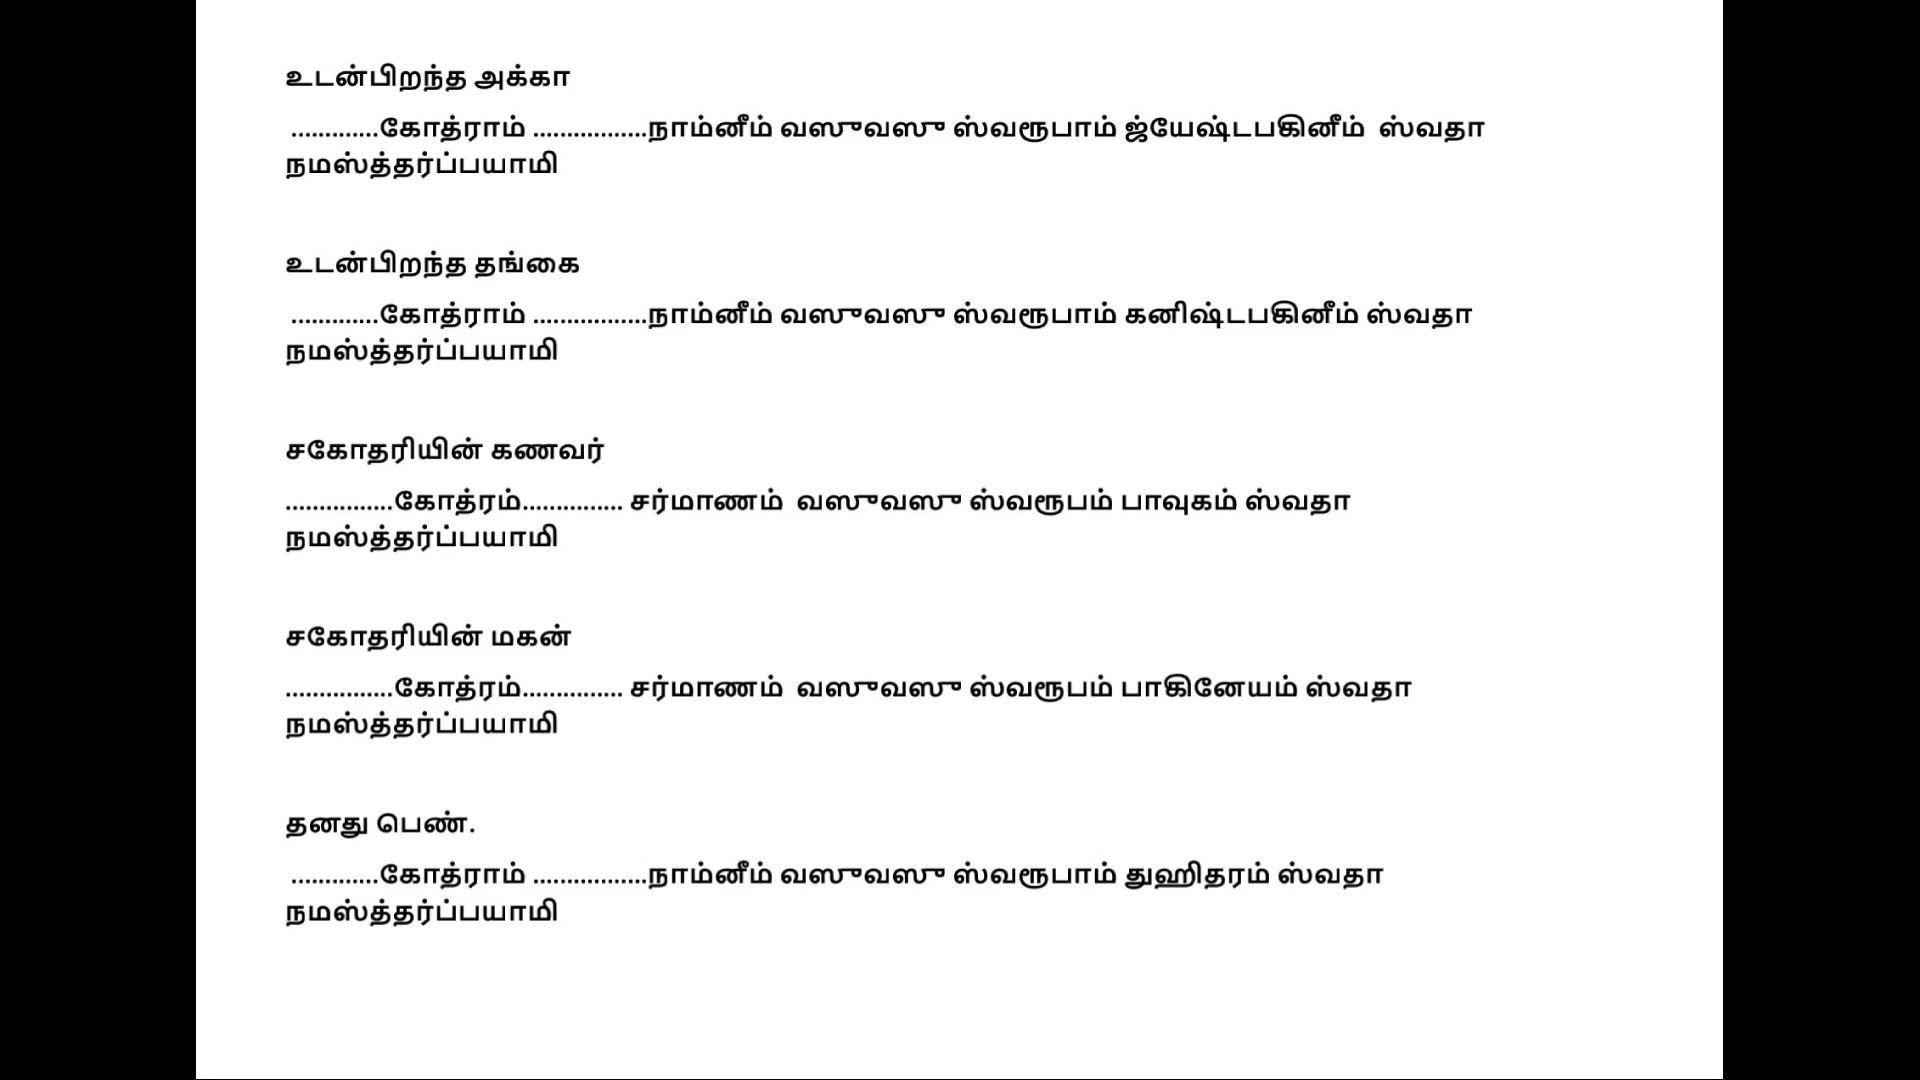 உடன்பிறந்த அக்கா
.............கோத்ராம் .................நாம்னீம் வஸுவஸு ஸ்வரூபாம் ஜ்யேஷ்டபகினீம் ஸ்வதா
நமஸ்த்தர்ப்பயாமி
உடன்பிறந்த தங்கை
.............கோத்ராம் .................நாம்னீம் வஸுவஸு ஸ்வரூபாம் கனிஷ்டபகினீம் ஸ்வதா
நமஸ்த்தர்ப்பயாமி
சகோதரியின் கணவர்
................கோத்ரம்............... சர்மாணம் வஸுவஸு ஸ்வரூபம் பாவுகம் ஸ்வதா
நமஸ்த்தர்ப்பயாமி
சகோதரியின் மகன்
................கோத்ரம்............... சர்மாணம் வஸுவஸு ஸ்வரூபம் பாகினேயம் ஸ்வதா
நமஸ்த்தர்ப்பயாமி
தனது பெண்.
.............கோத்ராம் .................நாம்னீம் வஸுவஸு ஸ்வரூபாம் துஹிதரம் ஸ்வதா
நமஸ்த்தர்ப்பயாமி